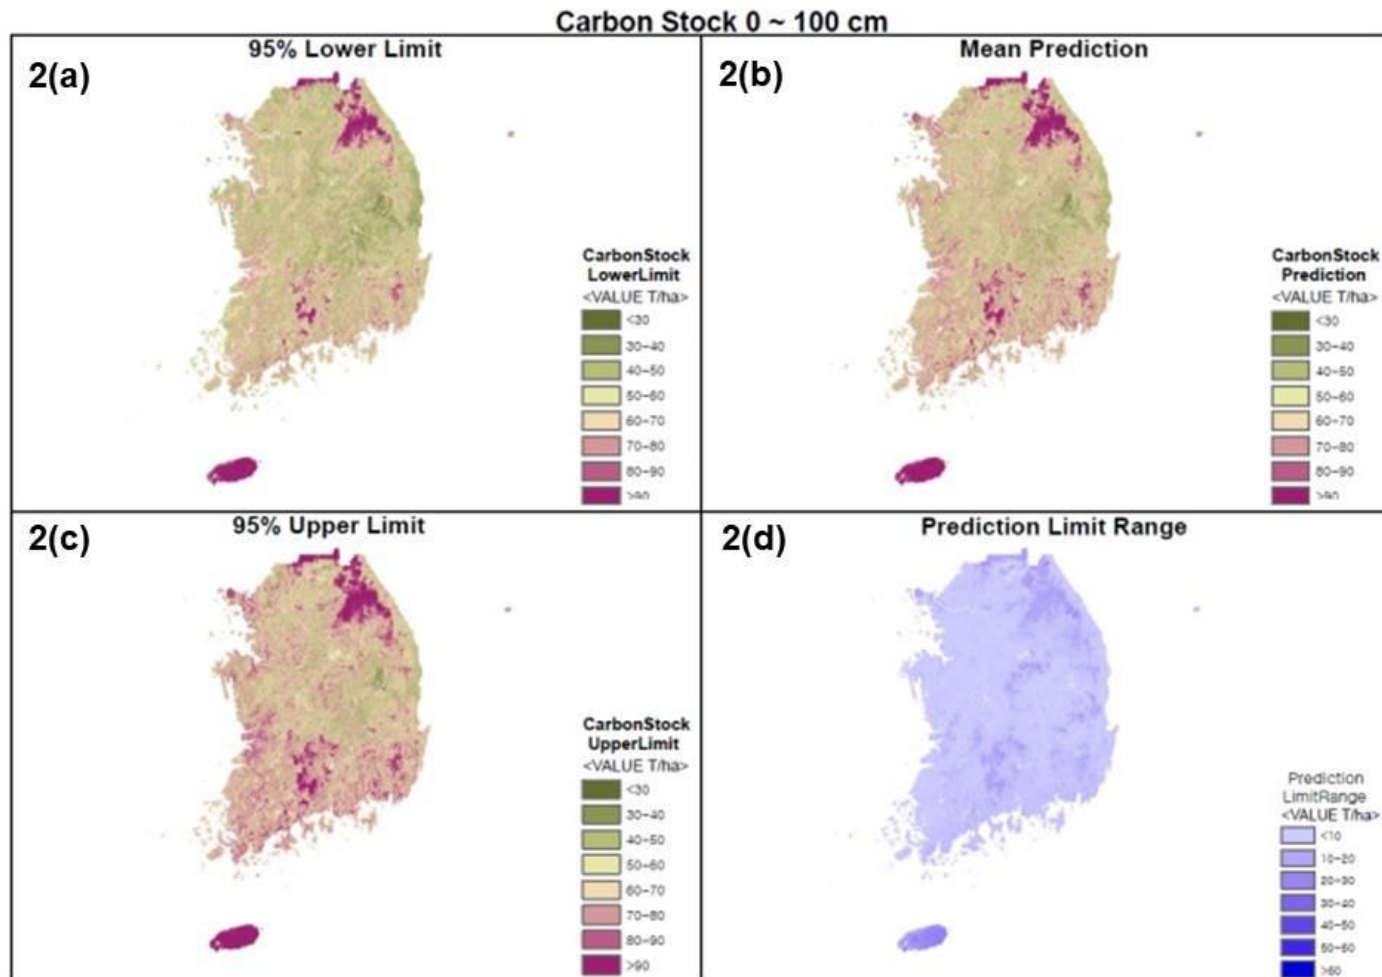 Carbon Stock 0 ~ 100 cm
95% Lower Limit
2(a)
CarbonStock
LowerLimit
<VALUE T/ha>
<30
30-40
40-50
50-60
60-70
70-80
80-90
>90
Mean Prediction
2(b)
CarbonStock
Prediction
<VALUE T/ha>
<30
30-40
40-50
50-60
60-70
70-80
80-90
>90
95% Upper Limit
2(c)
CarbonStock
UpperLimit
<VALUE T/ha>
<30
30-40
40-50
50-60
60-70
70-80
80-90
>90
Prediction Limit Range
2(d)
Prediction
LimitRange
<VALUE T/ha>
<10
10-20
20-30
30-40
40-50
50-60
>60